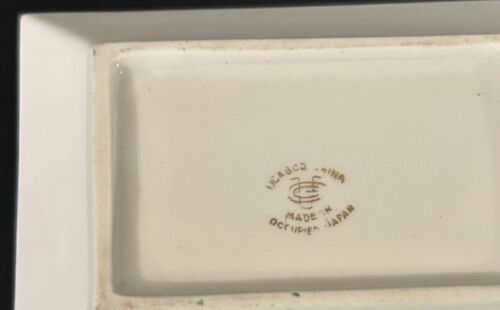 UCAGCO CHINA
MADE IN
OCCUPIED JAPAN